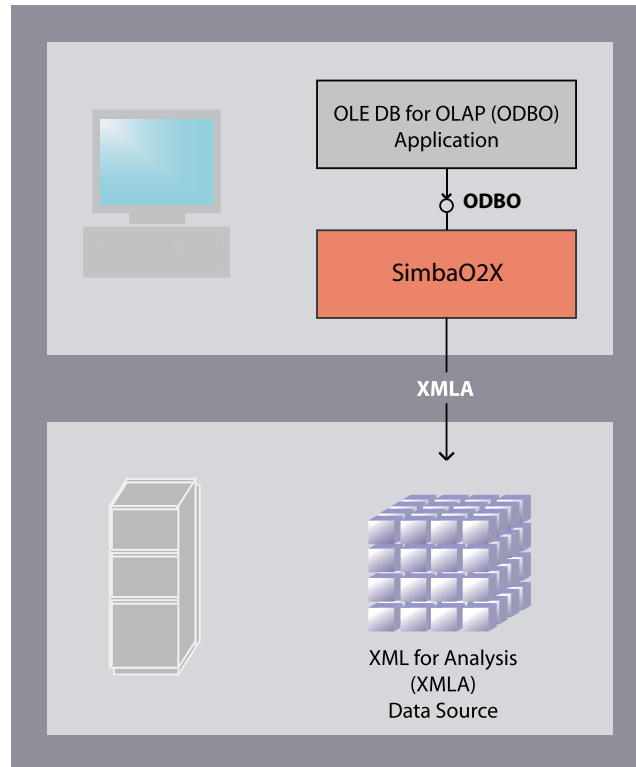 OLE DB for OLAP (ODBO)
Application
ODBO
SimbaO2X
XMLA
XML for Analysis
(XMLA)
Data Source